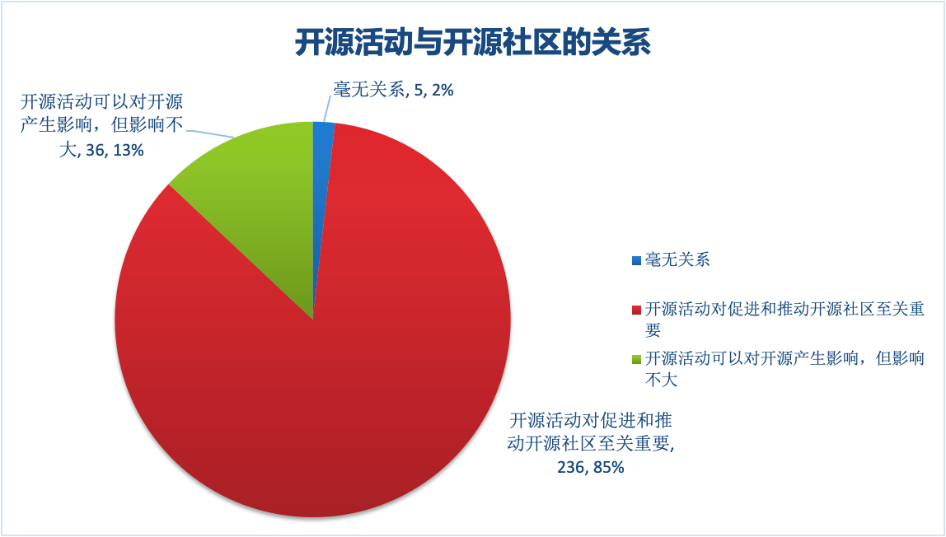 开源活动与开源社区的关系
毫无关系, 5, 2%
开源活动可以对开源
产生影响，但影响不
大, 36, 13%
毫无关系
开源活动对促进和推动开源社区至关重
要
开源活动可以对开源产生影响，但影响
不大
开源活动对促进和推
动开源社区至关重要,
236, 85%